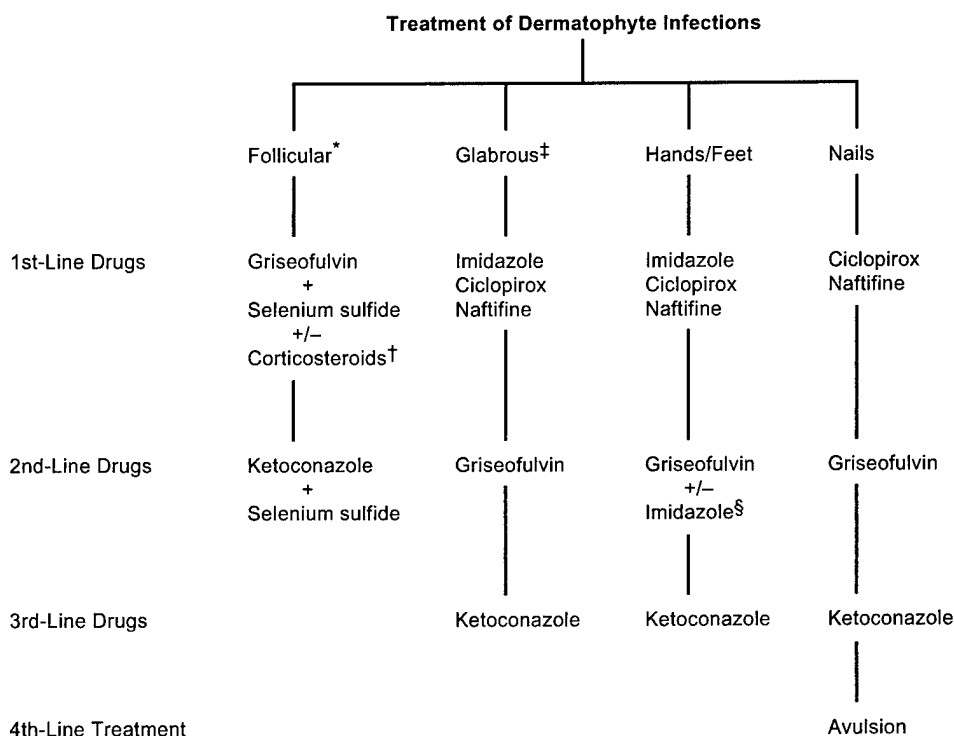 Treatment of Dermatophyte Infections
Follicular* Glabrous‡ Hands/Feet Nails
1st-Line Drugs Griseofulvin Imidazole Imidazole Ciclopirox
+ Ciclopirox Ciclopirox Naftifine
Selenium sulfide Naftifine Naftifine
+/–
Corticosteroids†
2nd-Line Drugs Ketoconazole Griseofulvin Griseofulvin Griseofulvin
+ +/–
Selenium sulfide Imidazole§
3rd-Line Drugs Ketoconazole Ketoconazole Ketoconazole
4th-Line Treatment Avulsion